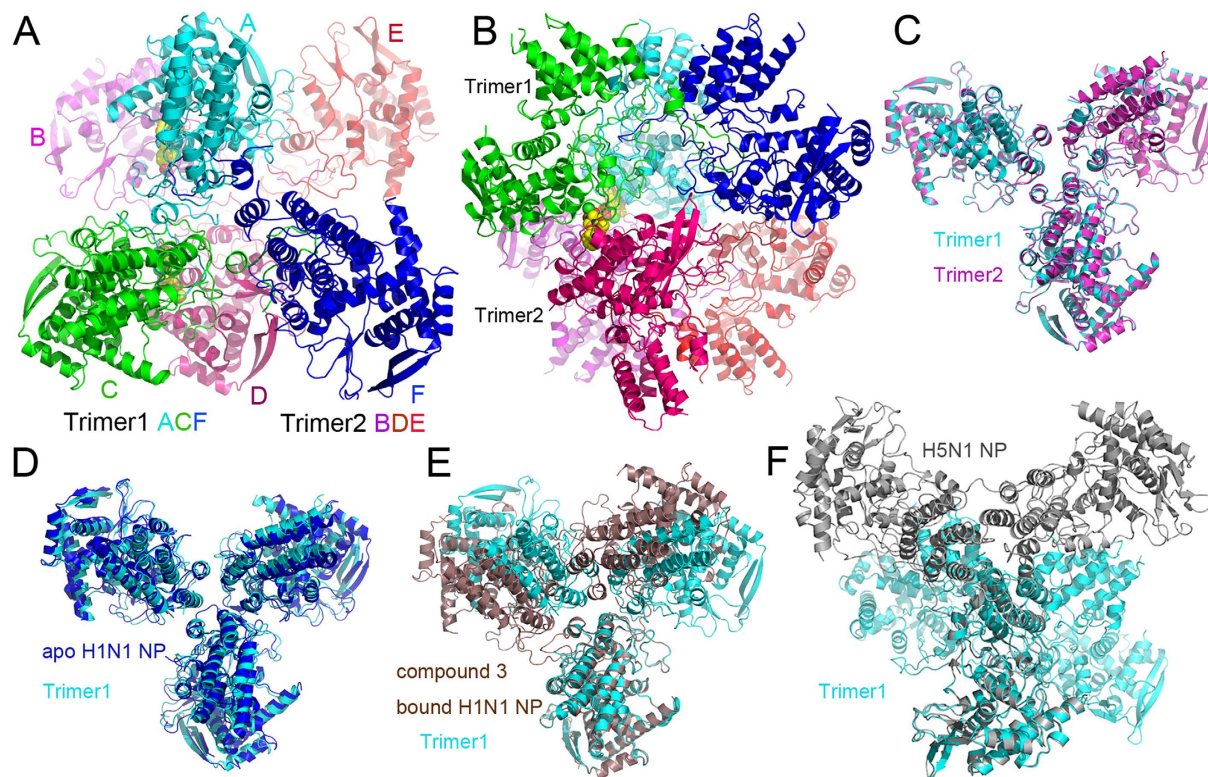 A
A
E
B
C
D
F
Trimer1 ACF
Trimer2 BDE
B
Trimer1
Trimer2
C
Trimer1
Trimer2
D
apo H1N1 NP
Trimer1
E
compound 3
bound H1N1 NP
Trimer1
F
H5N1 NP
Trimer1